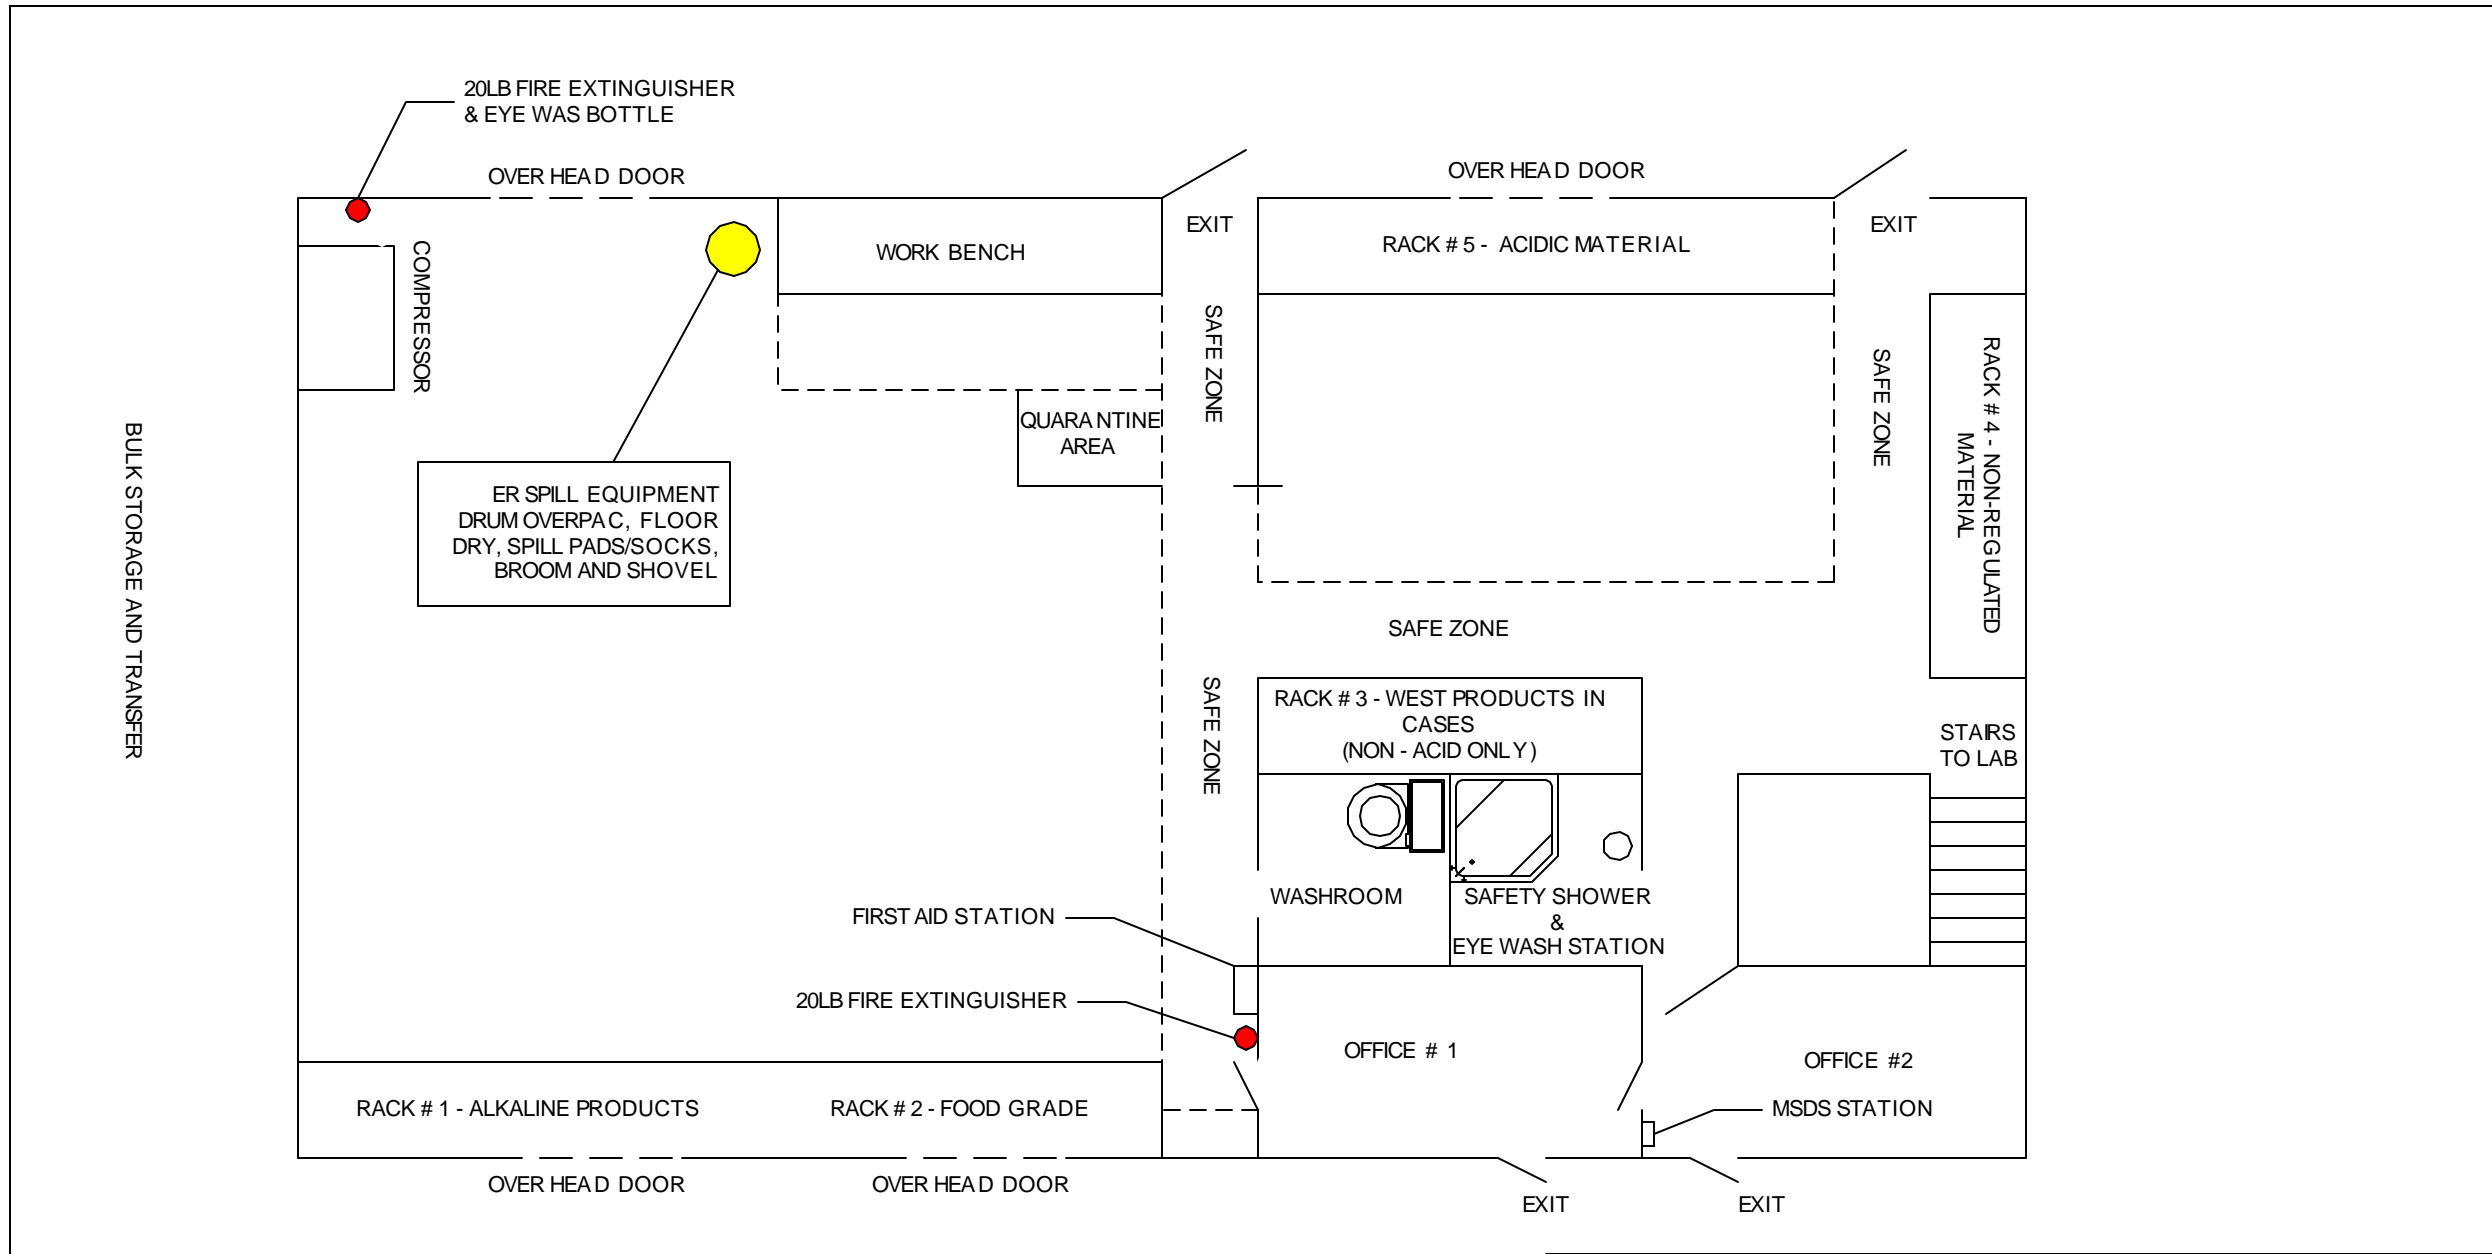 20LB FIRE EXTINGUISHER
& EYE WAS BOTTLE
OVER HEAD DOOR
OVER HEAD DOOR
EXIT
EXIT
COMPRESSOR
WORK BENCH
RACK # 5 - ACIDIC MATERIAL
SAFE ZONE
SAFE ZONE
RACK # 4 - NON-REGULATED
MATERIAL
QUARANTINE
AREA
BULK STORAGE AND TRANSFER
ER SPILL EQUIPMENT
DRUM OVERPAC, FLOOR
DRY, SPILL PADS/SOCKS,
BROOM AND SHOVEL
SAFE ZONE
SAFE ZONE
RACK # 3 - WEST PRODUCTS IN
CASES
(NON - ACID ONLY)
STAIRS
TO LAB
WASHROOM
SAFETY SHOWER
&
EYE WASH STATION
FIRST AID STATION
20LB FIRE EXTINGUISHER
OFFICE # 1
OFFICE #2
RACK # 1 - ALKALINE PRODUCTS
RACK # 2 - FOOD GRADE
MSDS STATION
OVER HEAD DOOR
OVER HEAD DOOR
EXIT
EXIT